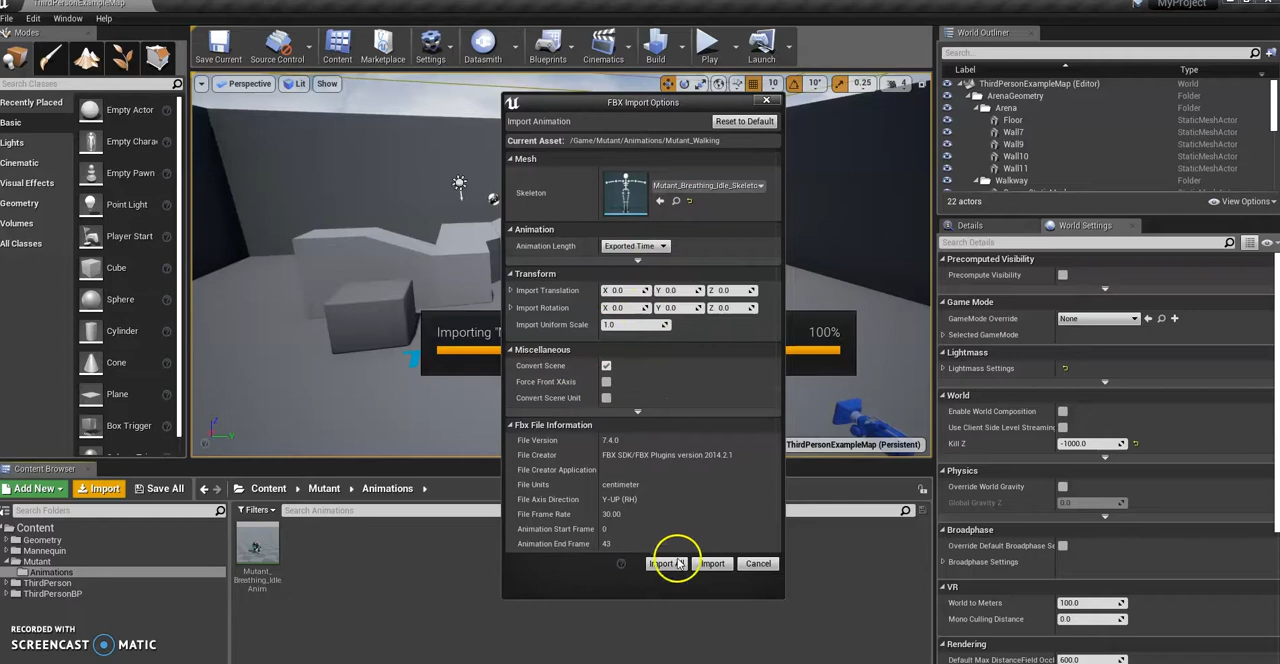 ThirdPersonExampleMap
MyProject
File Edit Window Help
Modes
Search Classes
Recently Placed
Basic
Lights
Cinematic
Visual Effects
Geometry
Volumes
All Classes
Empty Actor
Empty Chara
Empty Pawn
Point Light
Player Start
Cube
Sphere
Cylinder
Cone
Plane
Box Trigger
Save Current
Source Control
Content
Marketplace
Settings
Datasmith
Blueprints
Cinematics
Build
Play
Launch
Perspective
Lit
Show
10
10°
0.25
4
Importing "M
100%
ThirdPersonExampleMap (Persistent)
FBX Import Options
Import Animation
Reset to Default
Current Asset: /Game/Mutant/Animations/Mutant_Walking
Mesh
Skeleton
Mutant_Breathing_Idle_Skeleto
Animation
Animation Length
Exported Time
Transform
Import Translation X 0.0 Y 0.0 Z 0.0
Import Rotation X 0.0 Y 0.0 Z 0.0
Import Uniform Scale 1.0
Miscellaneous
Convert Scene
Force Front XAxis
Convert Scene Unit
Fbx File Information
File Version 7.4.0
File Creator FBX SDK/FBX Plugins version 2014.2.1
File Creator Application
File Units centimeter
File Axis Direction Y-UP (RH)
File Frame Rate 30.00
Animation Start Frame 0
Animation End Frame 43
Import All
Import
Cancel
World Outliner
Search...
Label Type
ThirdPersonExampleMap (Editor) World
ArenaGeometry Folder
Arena Folder
Floor StaticMeshActor
Wall7 StaticMeshActor
Wall9 StaticMeshActor
Wall10 StaticMeshActor
Wall11 StaticMeshActor
Walkway Folder
22 actors
View Options
Details
World Settings
Search Details
Precomputed Visibility
Precompute Visibility
Game Mode
GameMode Override None
Selected GameMode
Lightmass
Lightmass Settings
World
Enable World Composition
Use Client Side Level Streaming
Kill Z -1000.0
Physics
Override World Gravity
Global Gravity Z 0.0
Broadphase
Override Default Broadphase Se
Broadphase Settings
VR
World to Meters 100.0
Mono Culling Distance 0.0
Rendering
Default Max DistanceField Occl 600.0
Content Browser
Add New
Import
Save All
Content
Mutant
Animations
Search Folders
Filters
Search Animations
Content
Geometry
Mannequin
Mutant
Animations
ThirdPerson
ThirdPersonBP
Mutant_
Breathing_Idle
Anim
RECORDED WITH
SCREENCAST MATIC